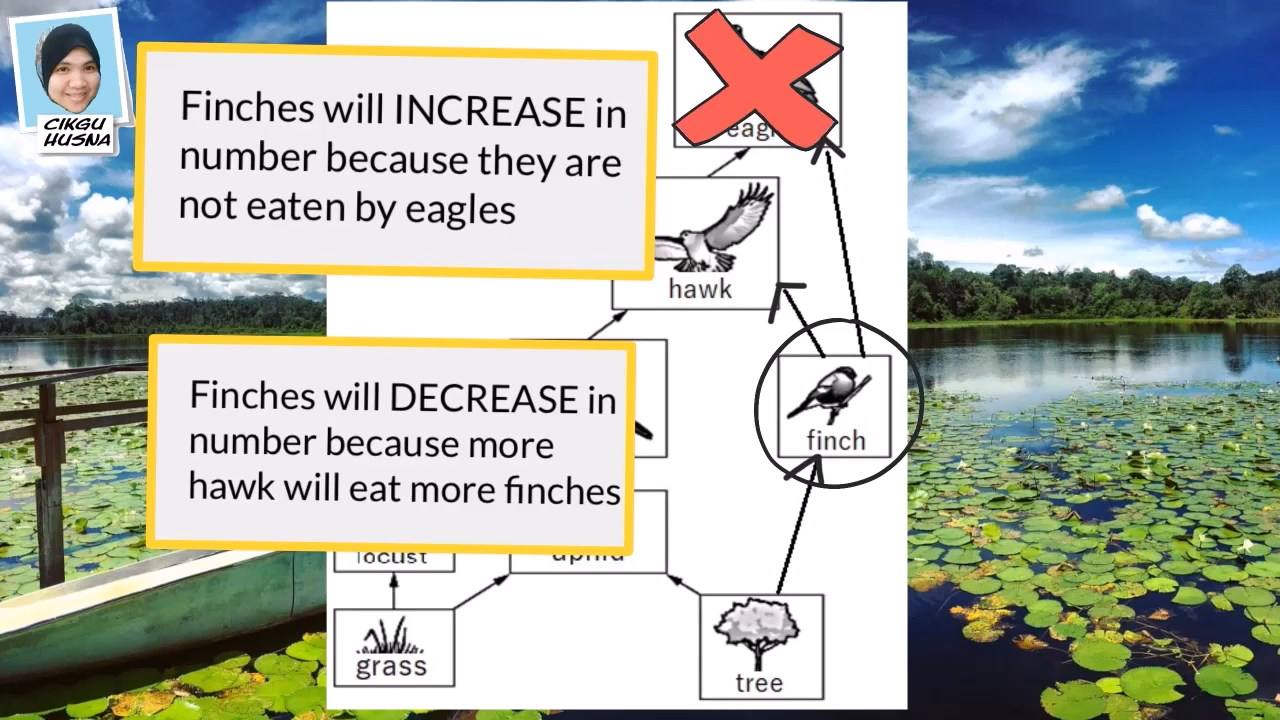 CIKGU
HUSNA
Finches will INCREASE in
number because they are
not eaten by eagles
hawk
Finches will DECREASE in
number because more
hawk will eat more finches
finch
locust
grass
tree